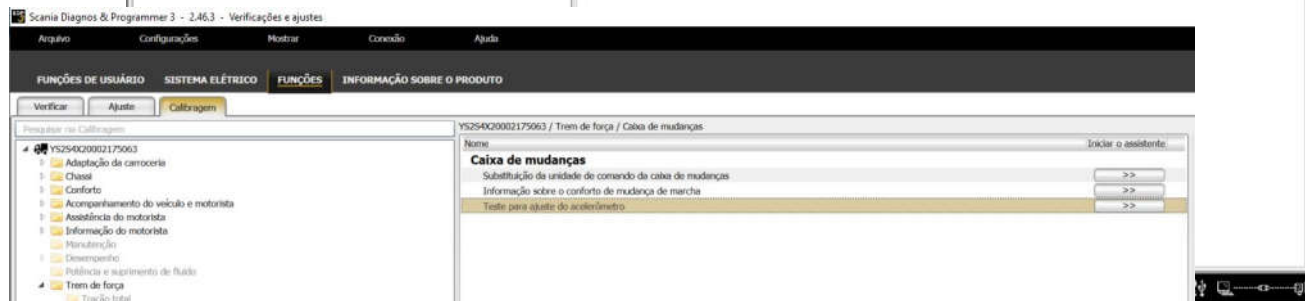 Scania Diagnos & Programmer 3 - 2.46.3 - Verificações e ajustes
Arquivo Configurações Mostrar Conexão Ajuda
FUNÇÕES DE USUÁRIO SISTEMA ELÉTRICO FUNÇÕES INFORMAÇÃO SOBRE O PRODUTO
Verificar Ajuste Calibragem
Pesquisar na Calibragem
YS2S4X20002175063 / Trem de força / Caixa de mudanças
YS2S4X20002175063
Adaptação da carroceria
Chassi
Conforto
Acompanhamento do veículo e motorista
Assistência do motorista
Informação do motorista
Manutenção
Desempenho
Potência e suprimento de fluido
Trem de força
Tração total
Nome Iniciar o assistente
Caixa de mudanças
Substituição da unidade de comando da caixa de mudanças >>
Informação sobre o conforto de mudança de marcha >>
Teste para ajuste do acelerômetro >>